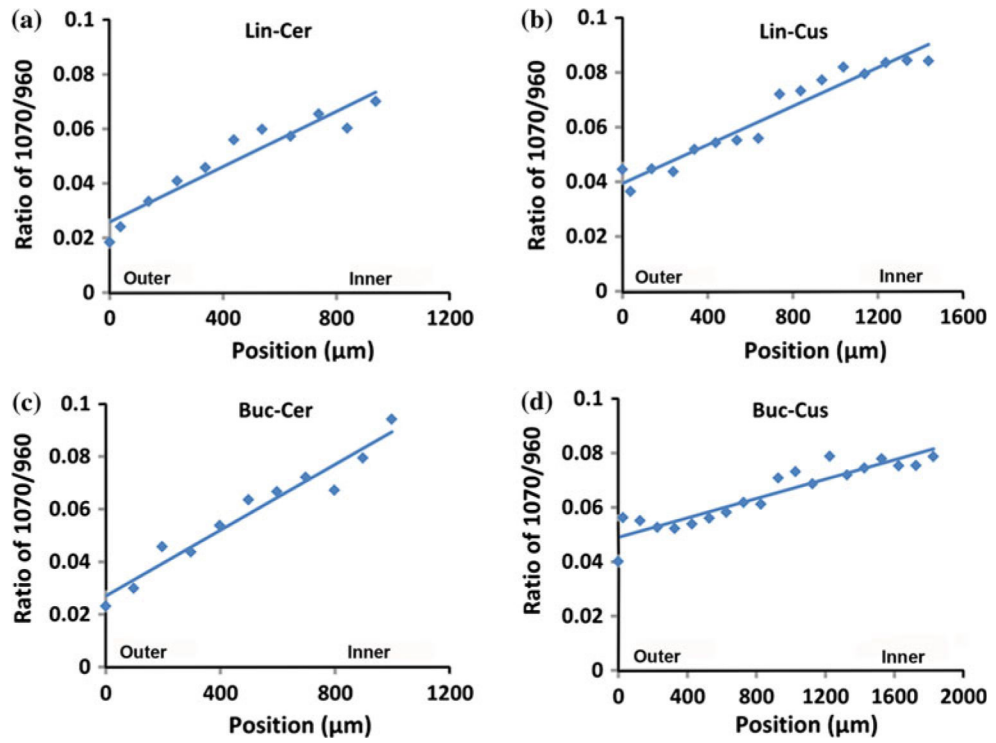 (a)
Lin-Cer
Ratio of 1070/960
0.1
0.08
0.06
0.04
0.02
0
Outer
Inner
0 400 800 1200
Position (µm)
(b)
Lin-Cus
Ratio of 1070/960
0.1
0.08
0.06
0.04
0.02
0
Outer
Inner
0 400 800 1200 1600
Position (µm)
(c)
Buc-Cer
Ratio of 1070/960
0.1
0.08
0.06
0.04
0.02
0
Outer
Inner
0 400 800 1200
Position (µm)
(d)
Buc-Cus
Ratio of 1070/960
0.1
0.08
0.06
0.04
0.02
0
Outer
Inner
0 400 800 1200 1600 2000
Position (µm)